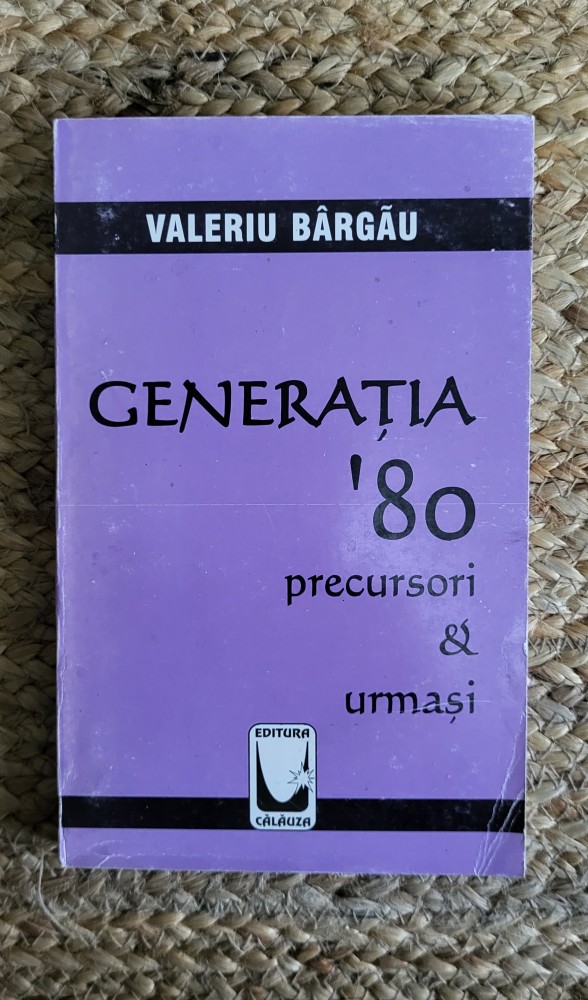 VALERIU BÂRGĂU
GENERAȚIA
'80
precursori
&
urmași
EDITURA
CĂLĂUZA